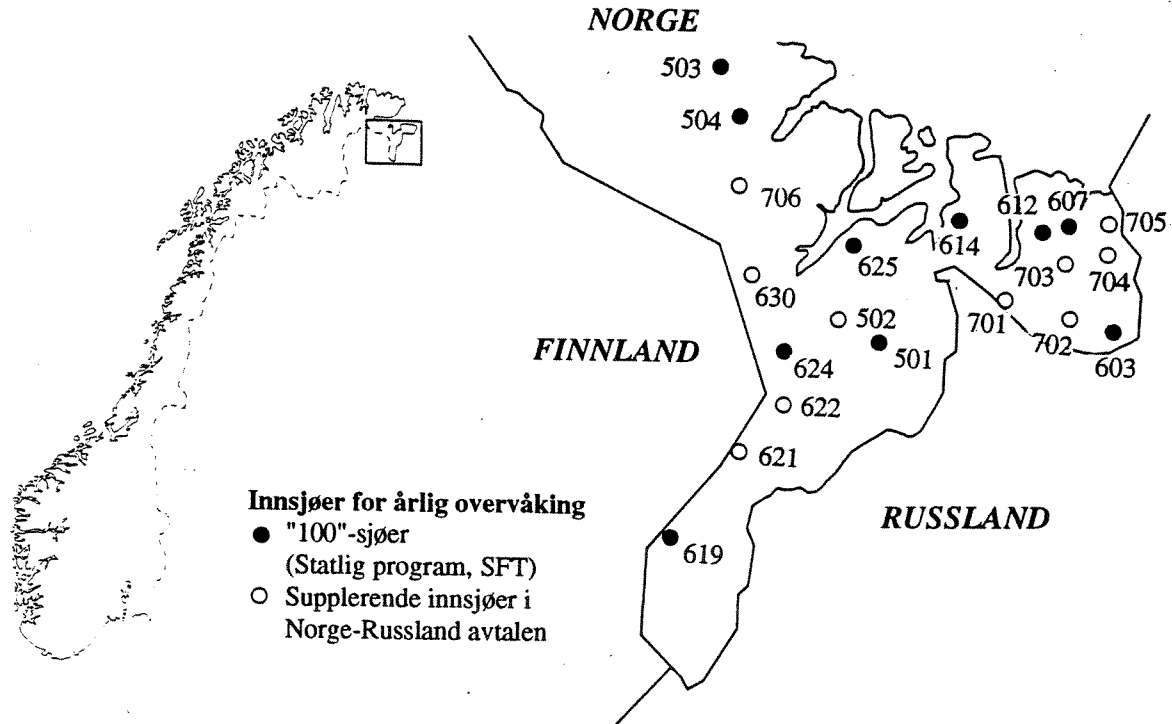 NORGE
503
504
706
612
607
705
614
625
703
704
630
701
502
702
FINNLAND
501
603
624
622
621
Innsjøer for årlig overvåking
"100"-sjøer
(Statlig program, SFT)
Supplerende innsjøer i
Norge-Russland avtalen
RUSSLAND
619